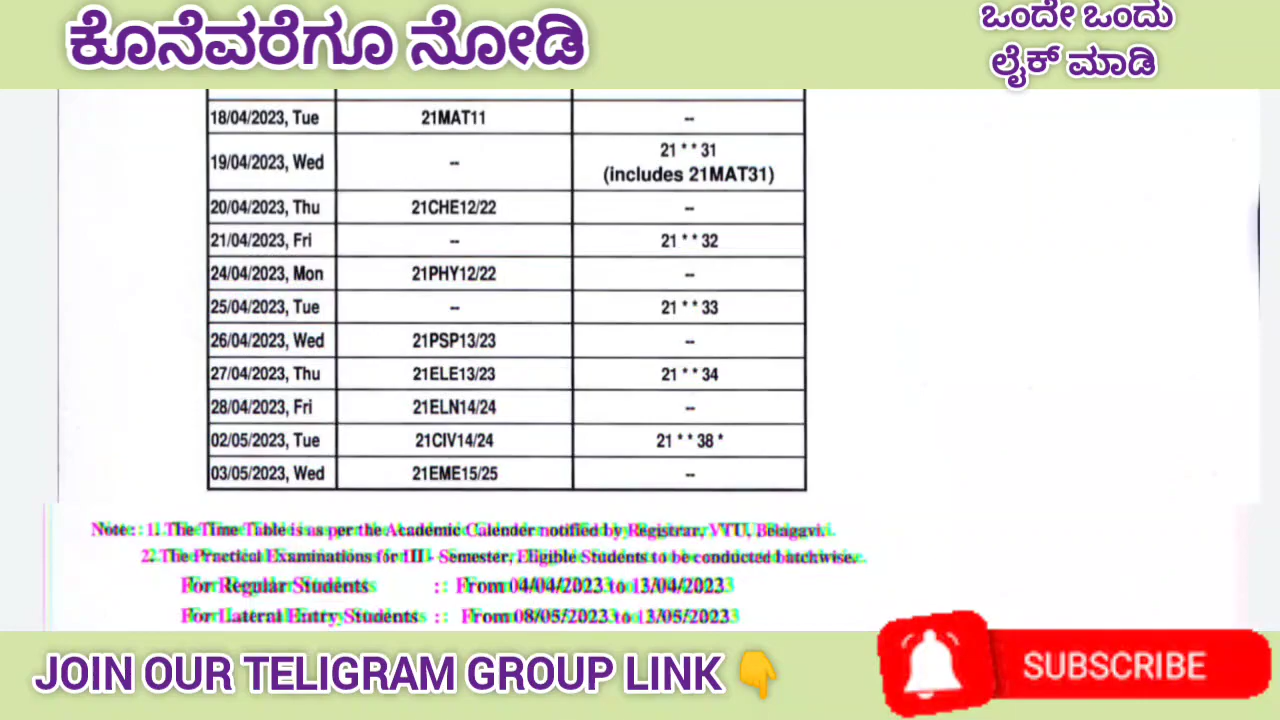 ಕೊನೆವರೆಗೂ ನೋಡಿ
ಒಂದೇ ಒಂದು
ಲೈಕ್ ಮಾಡಿ
18/04/2023, Tue 21MAT11 --
19/04/2023, Wed -- 21 * * 31
(includes 21MAT31)
20/04/2023, Thu 21CHE12/22 --
21/04/2023, Fri -- 21 * * 32
24/04/2023, Mon 21PHY12/22 --
25/04/2023, Tue -- 21 * * 33
26/04/2023, Wed 21PSP13/23 --
27/04/2023, Thu 21ELE13/23 21 * * 34
28/04/2023, Fri 21ELN14/24 --
02/05/2023, Tue 21CIV14/24 21 * * 38 *
03/05/2023, Wed 21EME15/25 --
Note : 1. The Time Table is as per the Academic Calender notified by Registrar, VTU, Belagavi.
2. The Practical Examinations for III - Semester, Eligible Students to be conducted batchwise.
For Regular Students : From 04/04/2023 to 13/04/2023
For Lateral Entry Students : From 08/05/2023 to 13/05/2023
JOIN OUR TELIGRAM GROUP LINK 👇
SUBSCRIBE